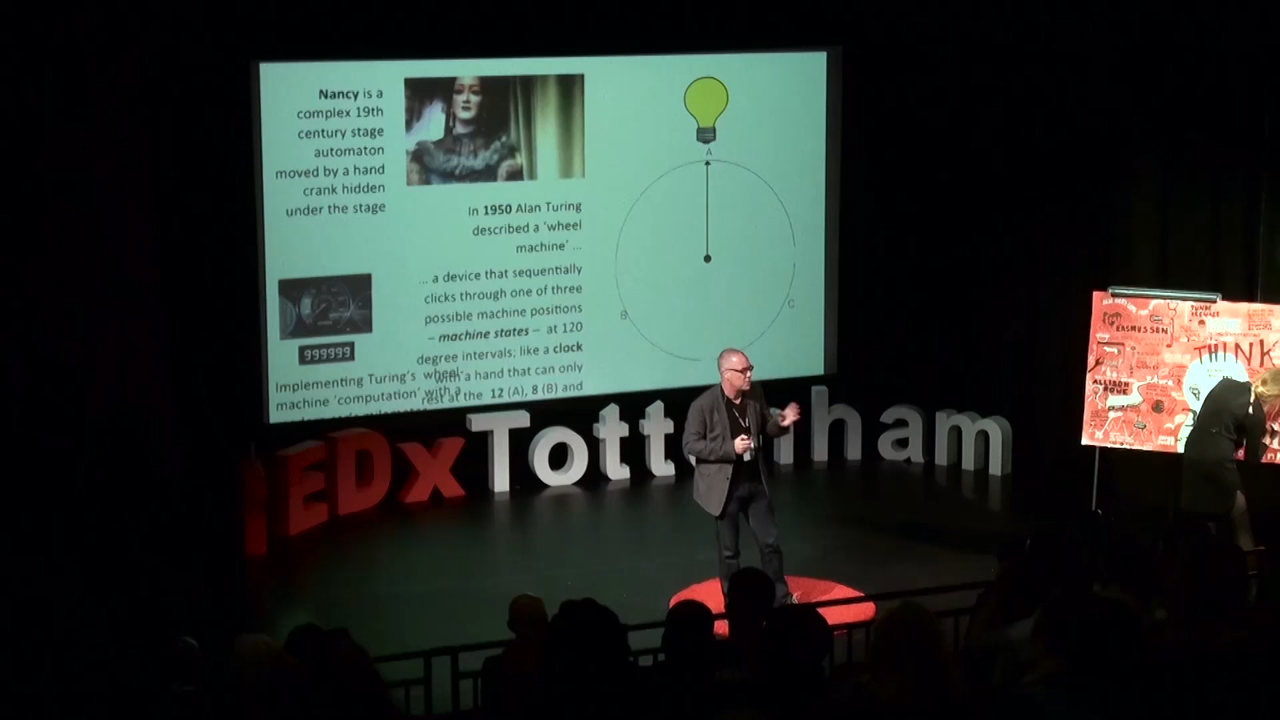 Nancy is a
complex 19th
century stage
automaton
moved by a hand
crank hidden
under the stage
In 1950 Alan Turing
described a 'wheel
machine' ...
... a device that sequentially
clicks through one of three
possible machine positions
– machine states – at 120
degree intervals; like a clock
with a hand that can only
rest at the 12 (A), 8 (B) and
A
B
C
999999
Implementing Turing's wheel-
machine 'computation' with a
TEDxTottenham
RASMUSSEN
THINK
ALLISON